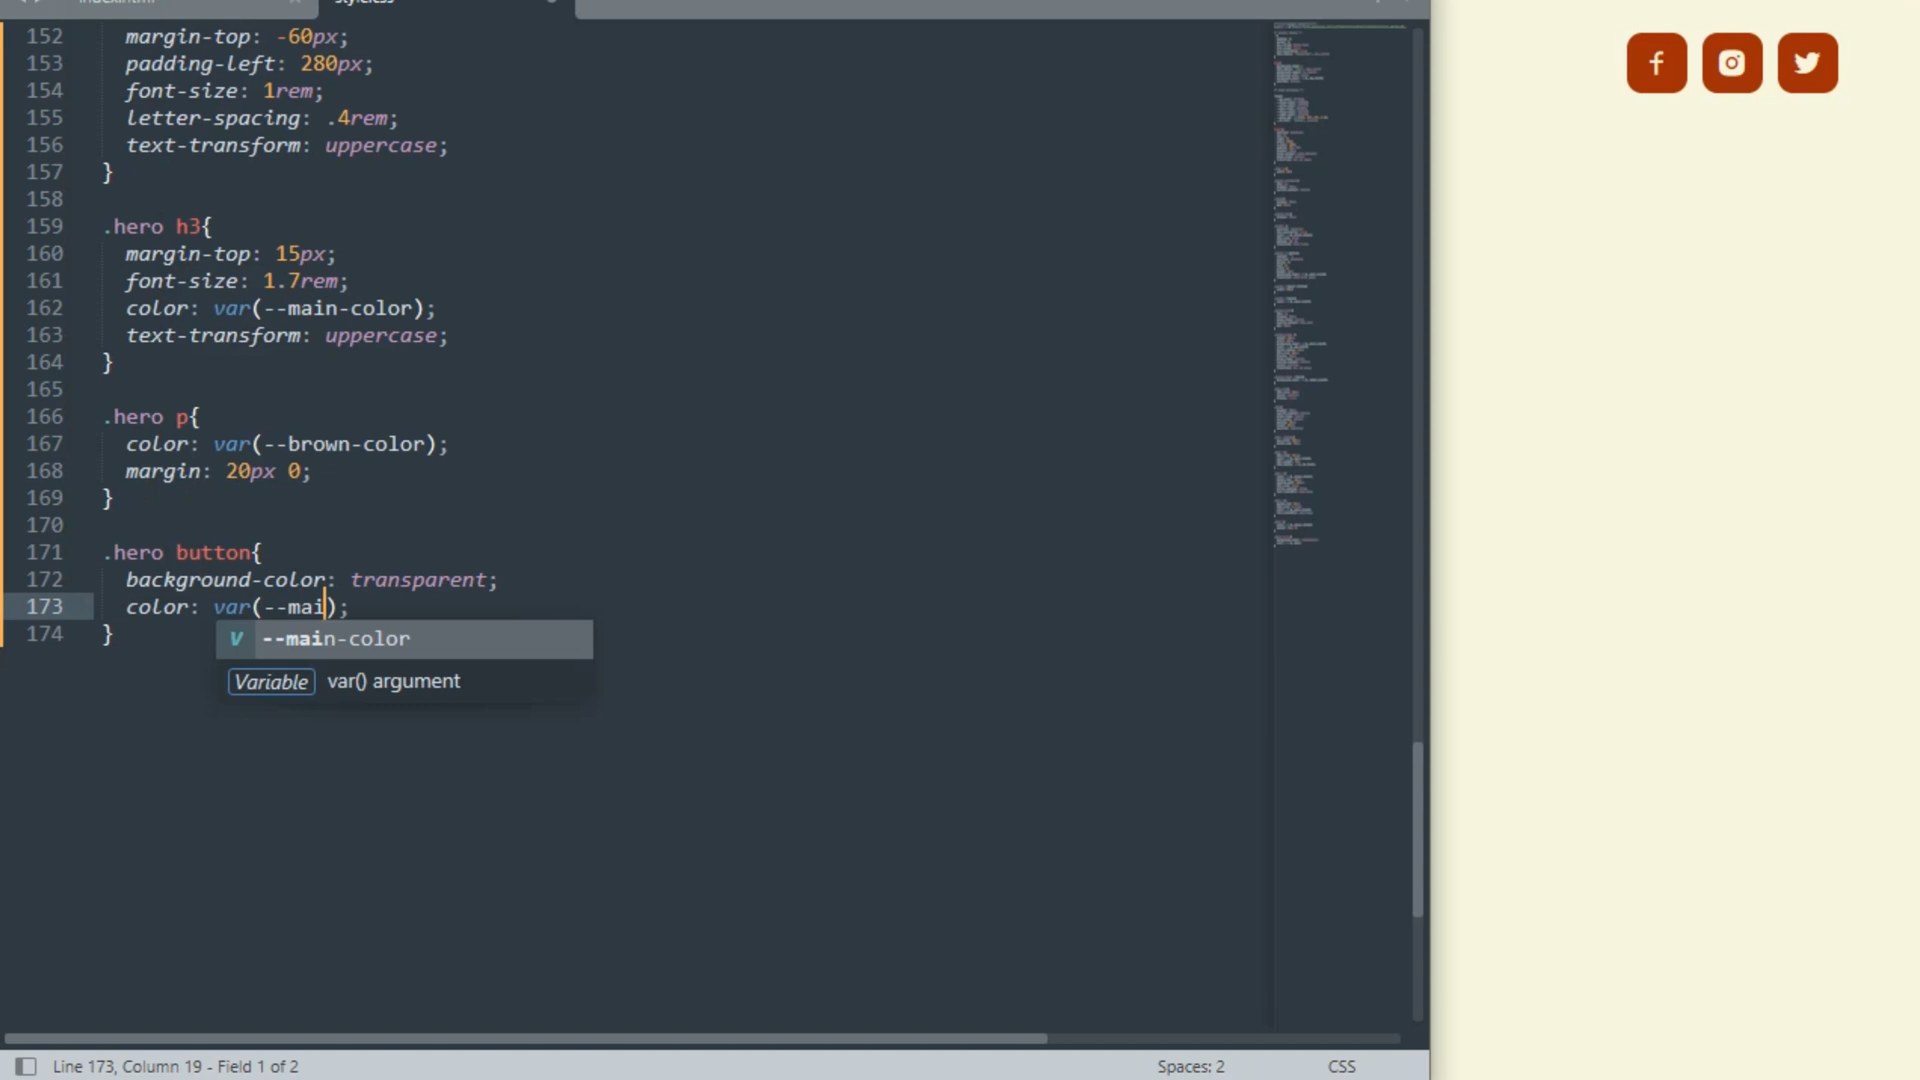 152 margin-top: -60px;
153 padding-left: 280px;
154 font-size: 1rem;
155 letter-spacing: .4rem;
156 text-transform: uppercase;
157 }
158
159 .hero h3{
160 margin-top: 15px;
161 font-size: 1.7rem;
162 color: var(--main-color);
163 text-transform: uppercase;
164 }
165
166 .hero p{
167 color: var(--brown-color);
168 margin: 20px 0;
169 }
170
171 .hero button{
172 background-color: transparent;
173 color: var(--mai);
174 }
V --main-color
Variable var() argument
Line 173, Column 19 - Field 1 of 2 Spaces: 2 CSS